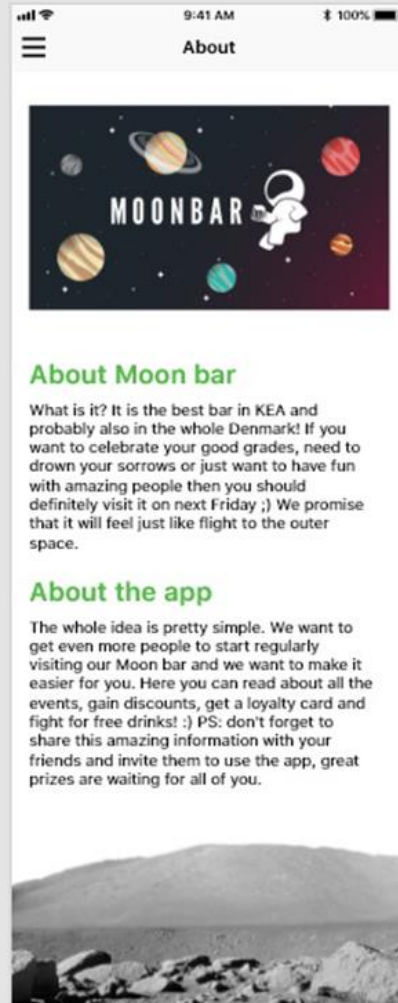 9:41 AM
100%
About
MOONBAR
About Moon bar
What is it? It is the best bar in KEA and
probably also in the whole Denmark! If you
want to celebrate your good grades, need to
drown your sorrows or just want to have fun
with amazing people then you should
definitely visit it on next Friday ;) We promise
that it will feel just like flight to the outer
space.
About the app
The whole idea is pretty simple. We want to
get even more people to start regularly
visiting our Moon bar and we want to make it
easier for you. Here you can read about all the
events, gain discounts, get a loyalty card and
fight for free drinks! :) PS: don't forget to
share this amazing information with your
friends and invite them to use the app, great
prizes are waiting for all of you.